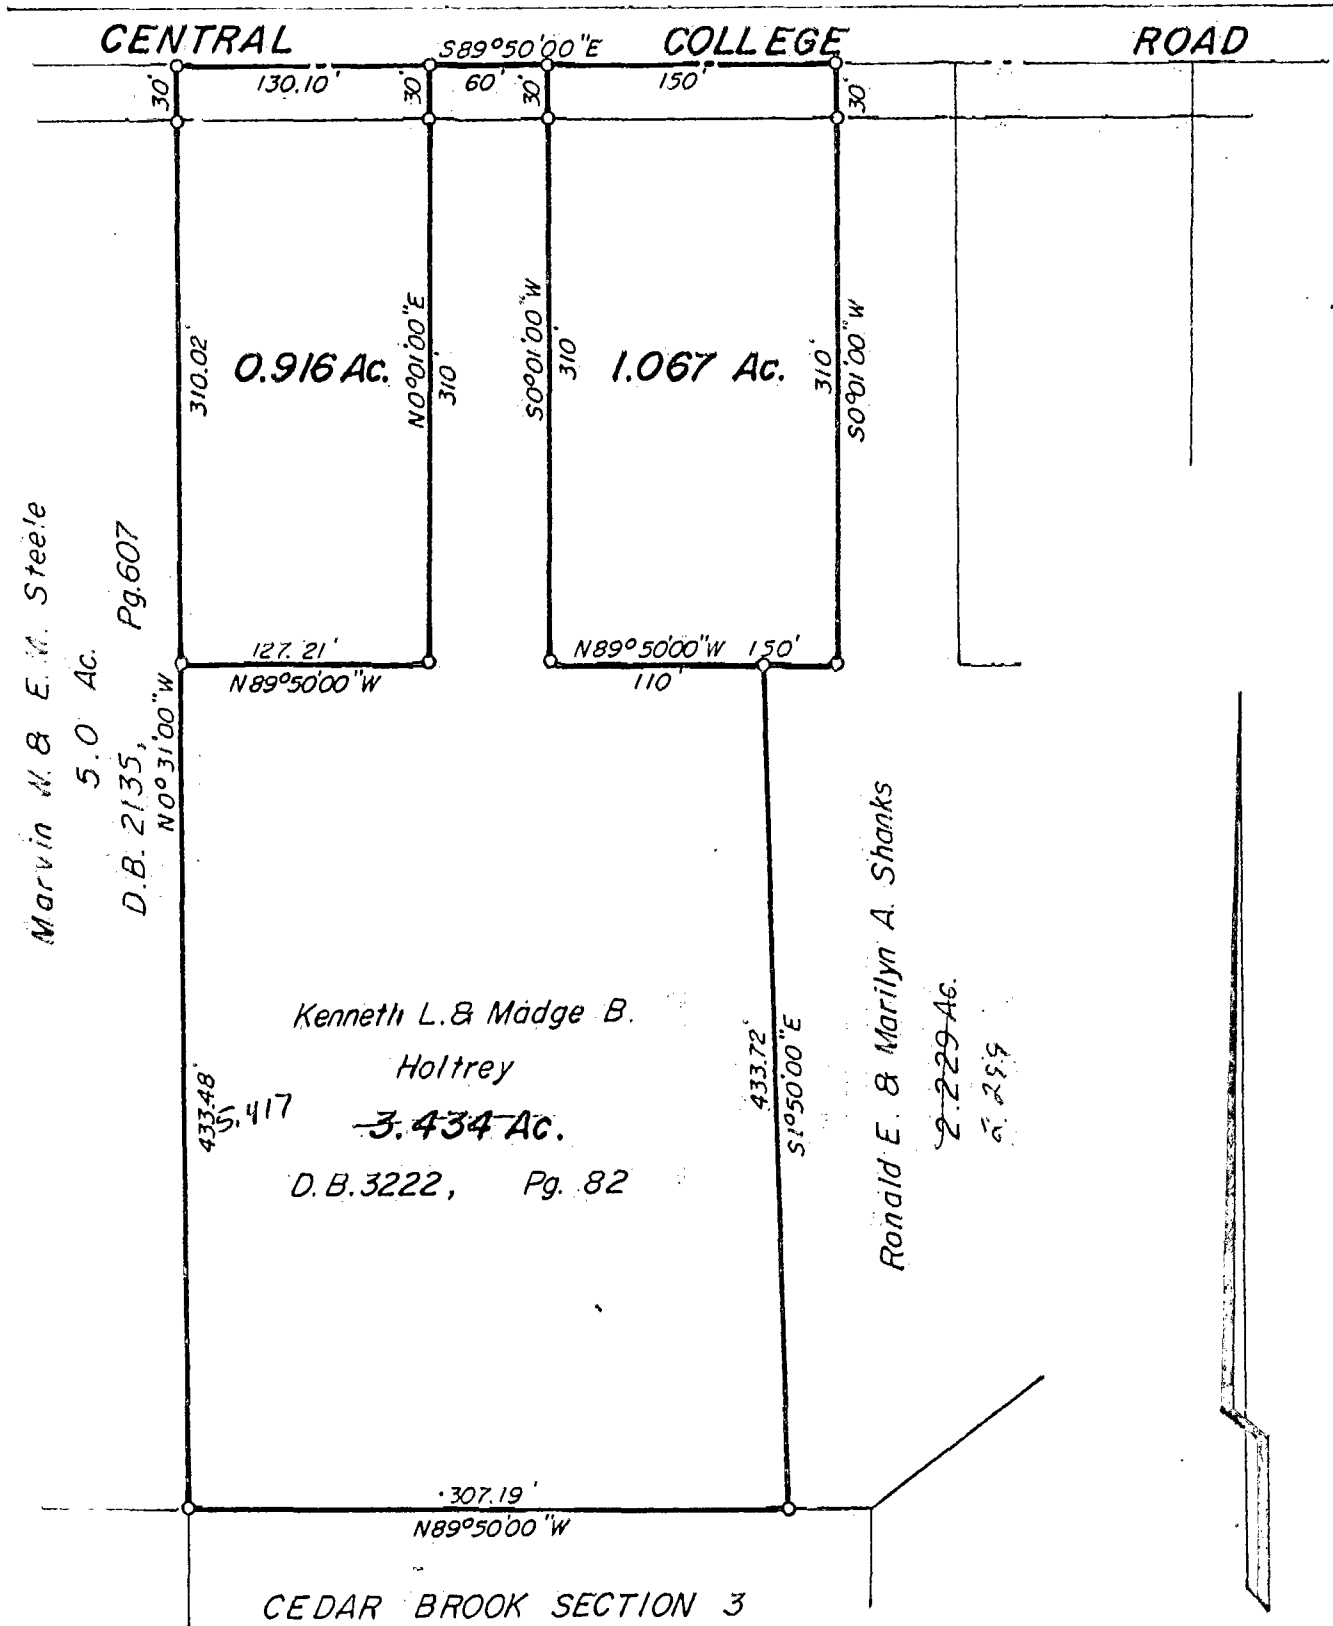 CENTRAL COLLEGE ROAD
S89°50'00"E
130.10' 60' 150'
30' 30' 30' 30'
310.02'
0.916 Ac.
N0°01'00"E
310'
S0°01'00"W
310'
1.067 Ac.
310'
S0°01'00"W
127.21'
N89°50'00"W
N89°50'00"W 150'
110'
Marvin & E. Steele
5.0 Ac.
D.B. 2135, Pg.607
N0°31'00"W
433.48'
Kenneth L. & Madge B.
Holtrey
5.417
3.434 Ac.
D.B.3222, Pg. 82
433.72'
S1°50'00"E
Ronald E. & Marilyn A. Shanks
2.229 Ac.
307.19'
N89°50'00"W
CEDAR BROOK SECTION 3